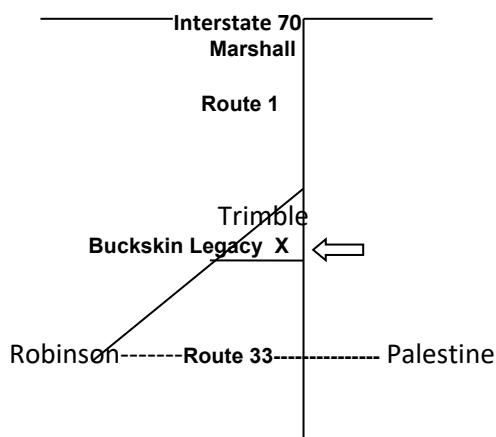 Interstate 70
Marshall
Route 1
Trimble
Buckskin Legacy X
Robinson-------Route 33--------------- Palestine